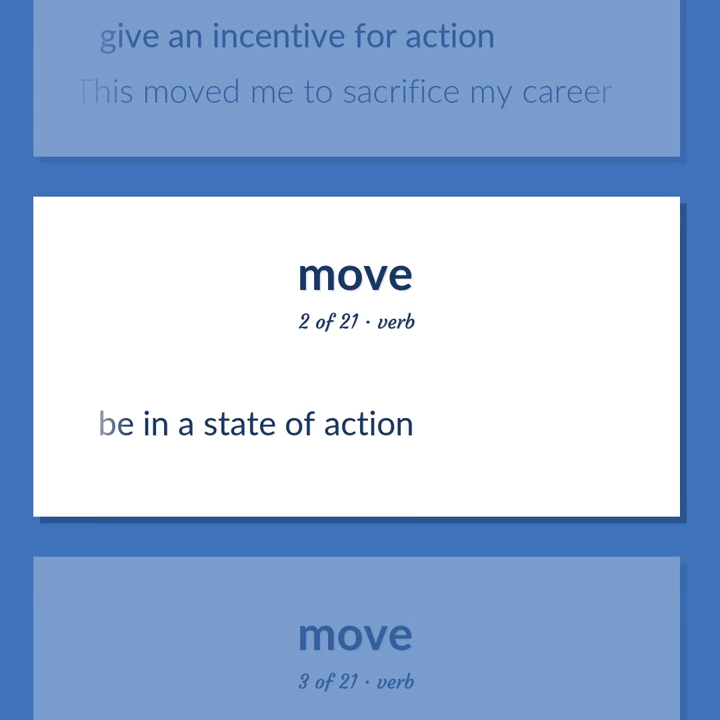 give an incentive for action
This moved me to sacrifice my career
move
2 of 21 · verb
be in a state of action
move
3 of 21 · verb